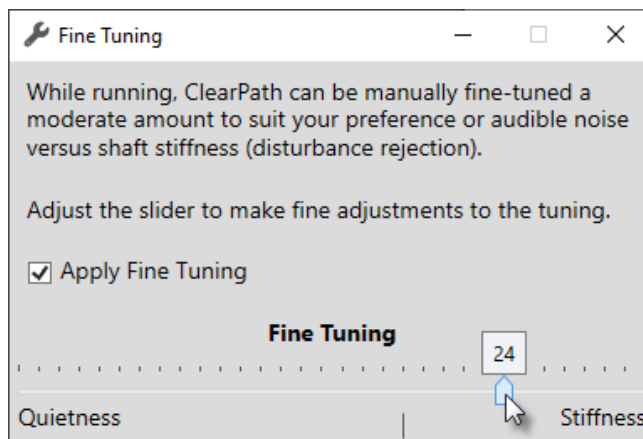 Fine Tuning
While running, ClearPath can be manually fine-tuned a
moderate amount to suit your preference or audible noise
versus shaft stiffness (disturbance rejection).
Adjust the slider to make fine adjustments to the tuning.
Apply Fine Tuning
Fine Tuning
24
Quietness
Stiffness